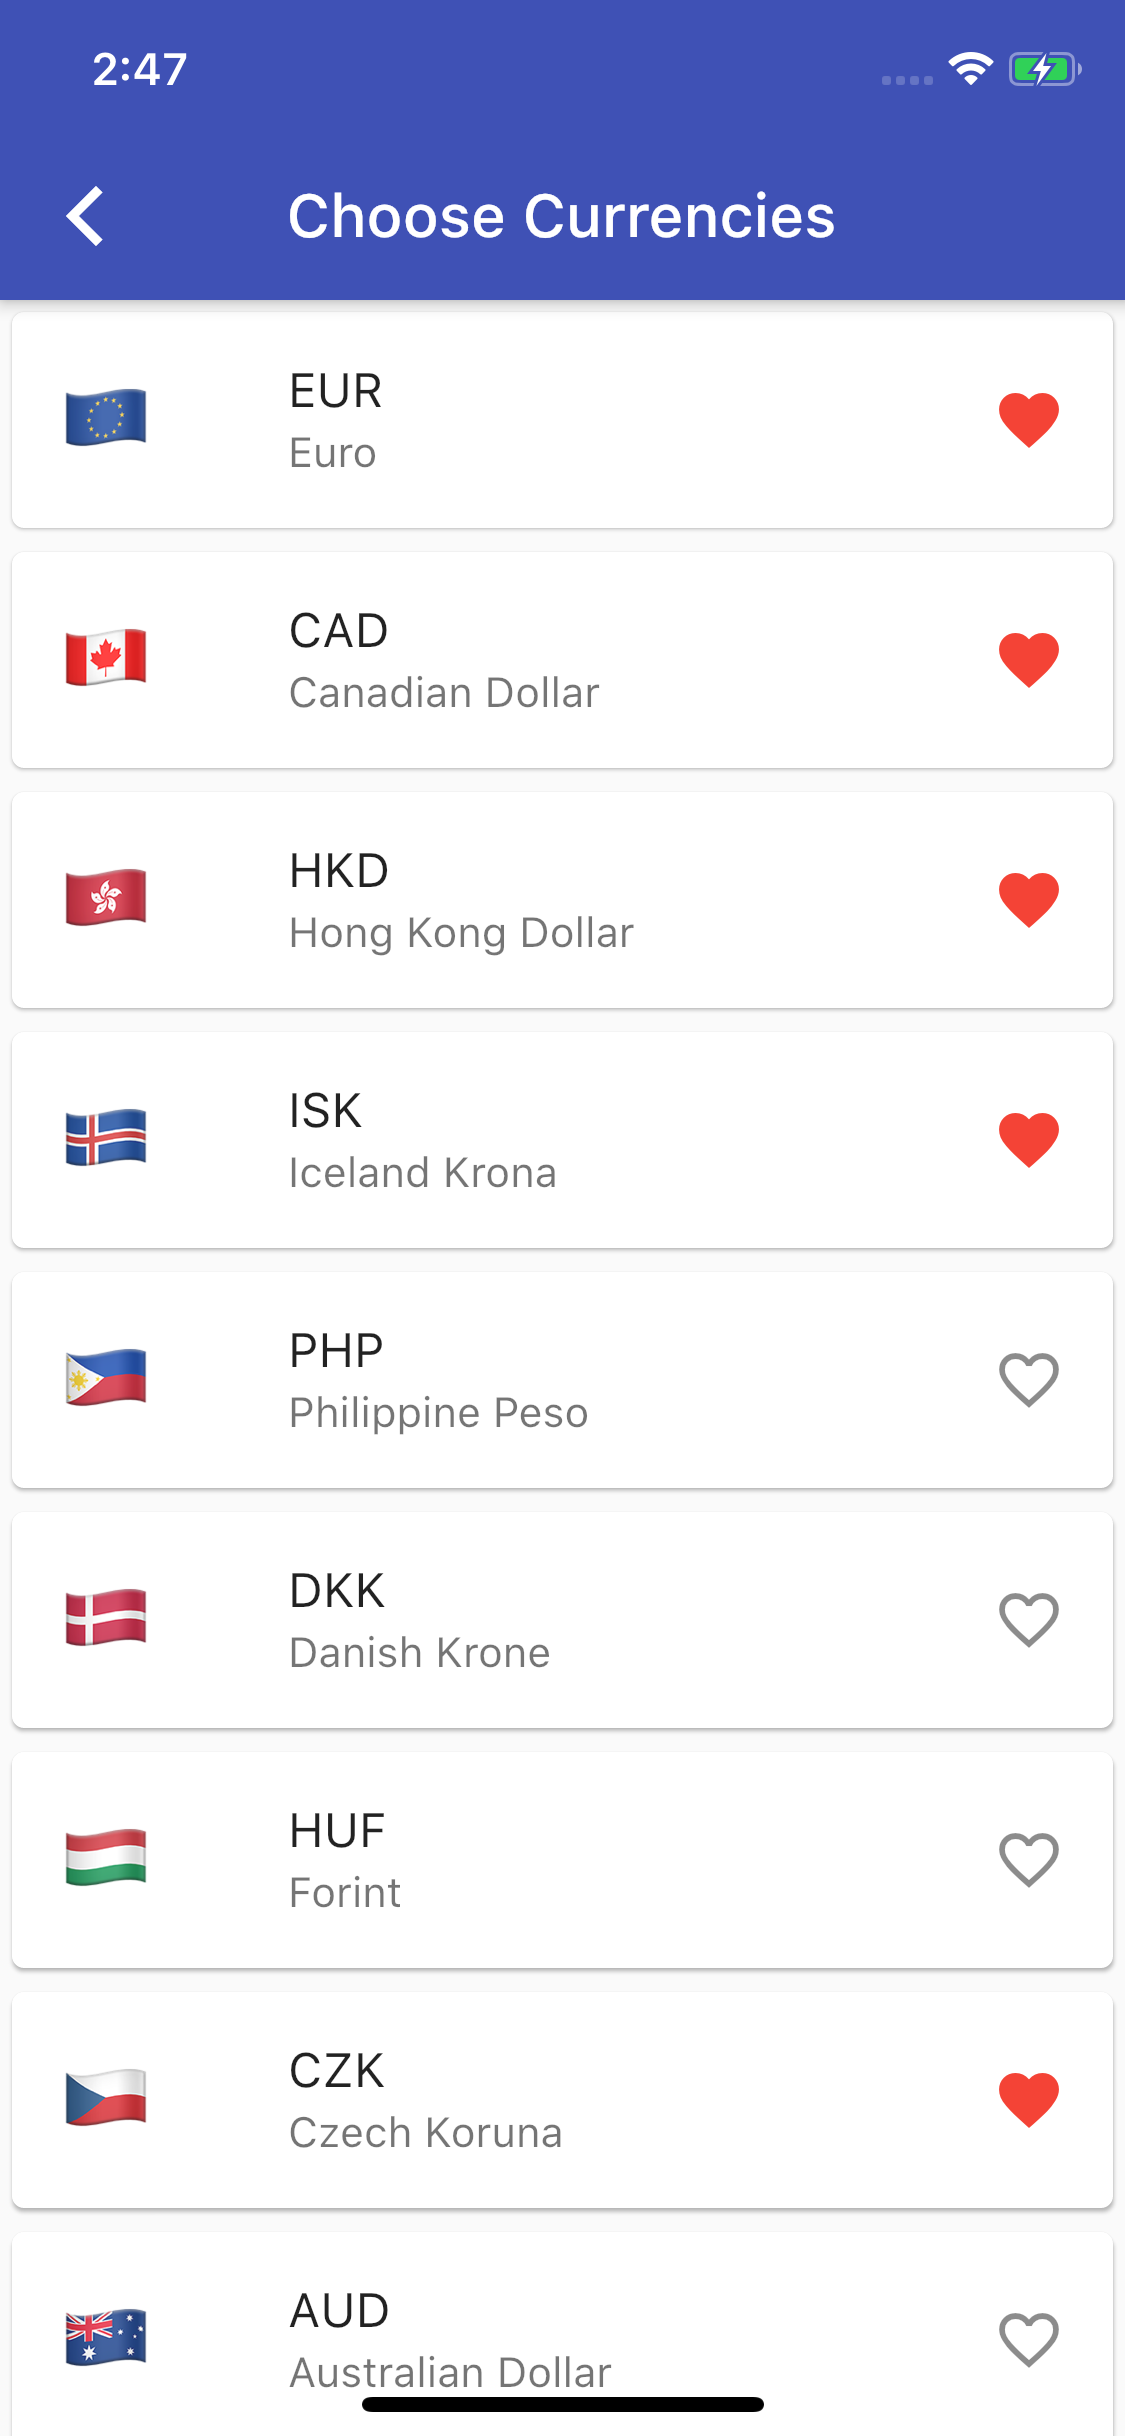 2:47
Choose Currencies
EUR
Euro
CAD
Canadian Dollar
HKD
Hong Kong Dollar
ISK
Iceland Krona
PHP
Philippine Peso
DKK
Danish Krone
HUF
Forint
CZK
Czech Koruna
AUD
Australian Dollar